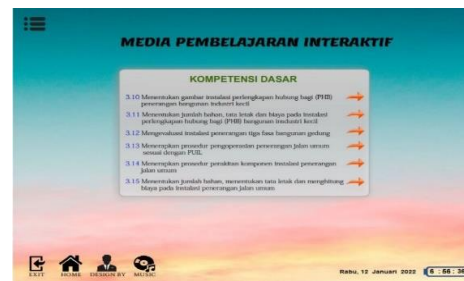 MEDIA PEMBELAJARAN INTERAKTIF
KOMPETENSI DASAR
3.10 Menentukan gambar instalasi perlengkapan hubung bagi (PHB)
penerangan bangunan industri kecil
3.11 Menentukan jumlah bahan, tata letak dan biaya pada instalasi
perlengkapan hubung bagi (PHB) bangunan industri kecil
3.12 Mengevaluasi instalasi penerangan tiga fasa bangunan gedung
3.13 Menerapkan prosedur pengoperasian penerangan jalan umum
sesuai dengan PUIL
3.14 Menerapkan prosedur perakitan komponen instalasi penerangan
jalan umum
3.15 Menentukan jumlah bahan, menentukan tata letak dan menghitung
biaya pada instalasi penerangan jalan umum
EXIT HOME DESIGN BY MUSIC
Rabu, 12 Januari 2022 6 : 56 : 36